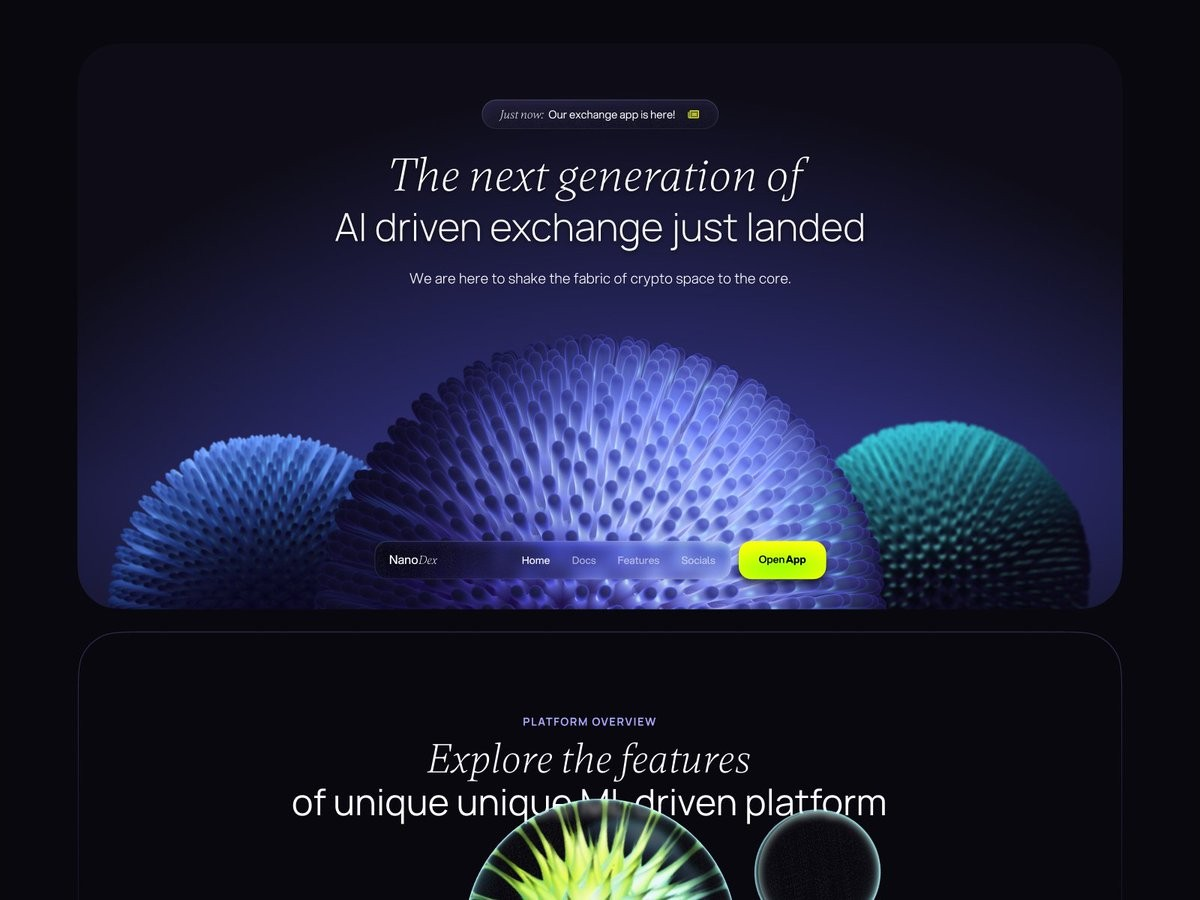 Just now: Our exchange app is here!
The next generation of
AI driven exchange just landed
We are here to shake the fabric of crypto space to the core.
NanoDex Home Docs Features Socials OpenApp
PLATFORM OVERVIEW
Explore the features
of unique unique ML driven platform